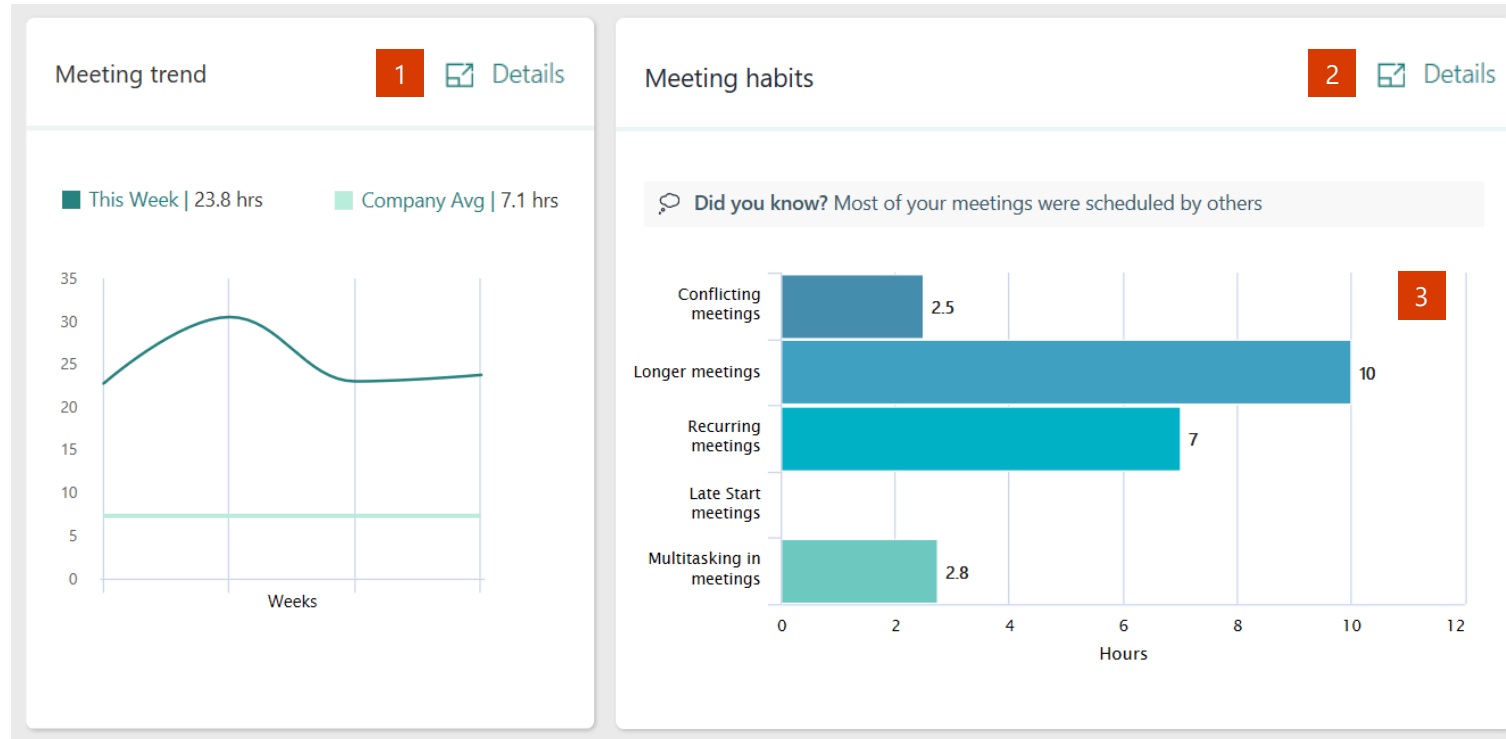 Meeting trend
1
Details
This Week | 23.8 hrs
Company Avg | 7.1 hrs
35
30
25
20
15
10
5
0
Weeks
Meeting habits
2
Details
Did you know? Most of your meetings were scheduled by others
3
Conflicting
meetings
2.5
Longer meetings
10
Recurring
meetings
7
Late Start
meetings
Multitasking in
meetings
2.8
0 2 4 6 8 10 12
Hours